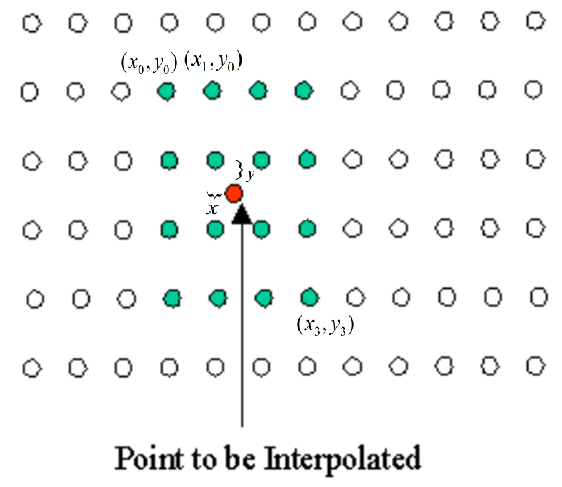 (x₀, y₀) (x₁, y₀)
} y
x
(x₃, y₃)
Point to be Interpolated